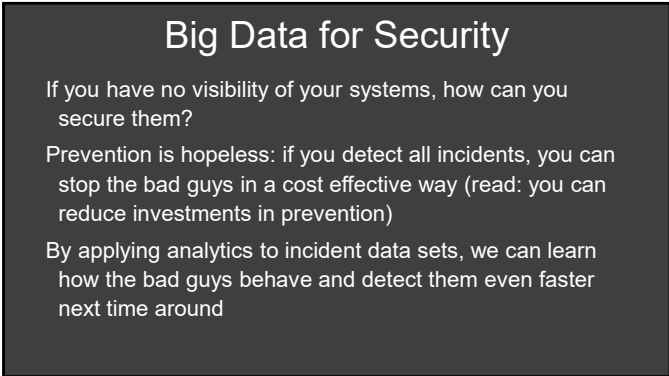 Big Data for Security
If you have no visibility of your systems, how can you
secure them?
Prevention is hopeless: if you detect all incidents, you can
stop the bad guys in a cost effective way (read: you can
reduce investments in prevention)
By applying analytics to incident data sets, we can learn
how the bad guys behave and detect them even faster
next time around